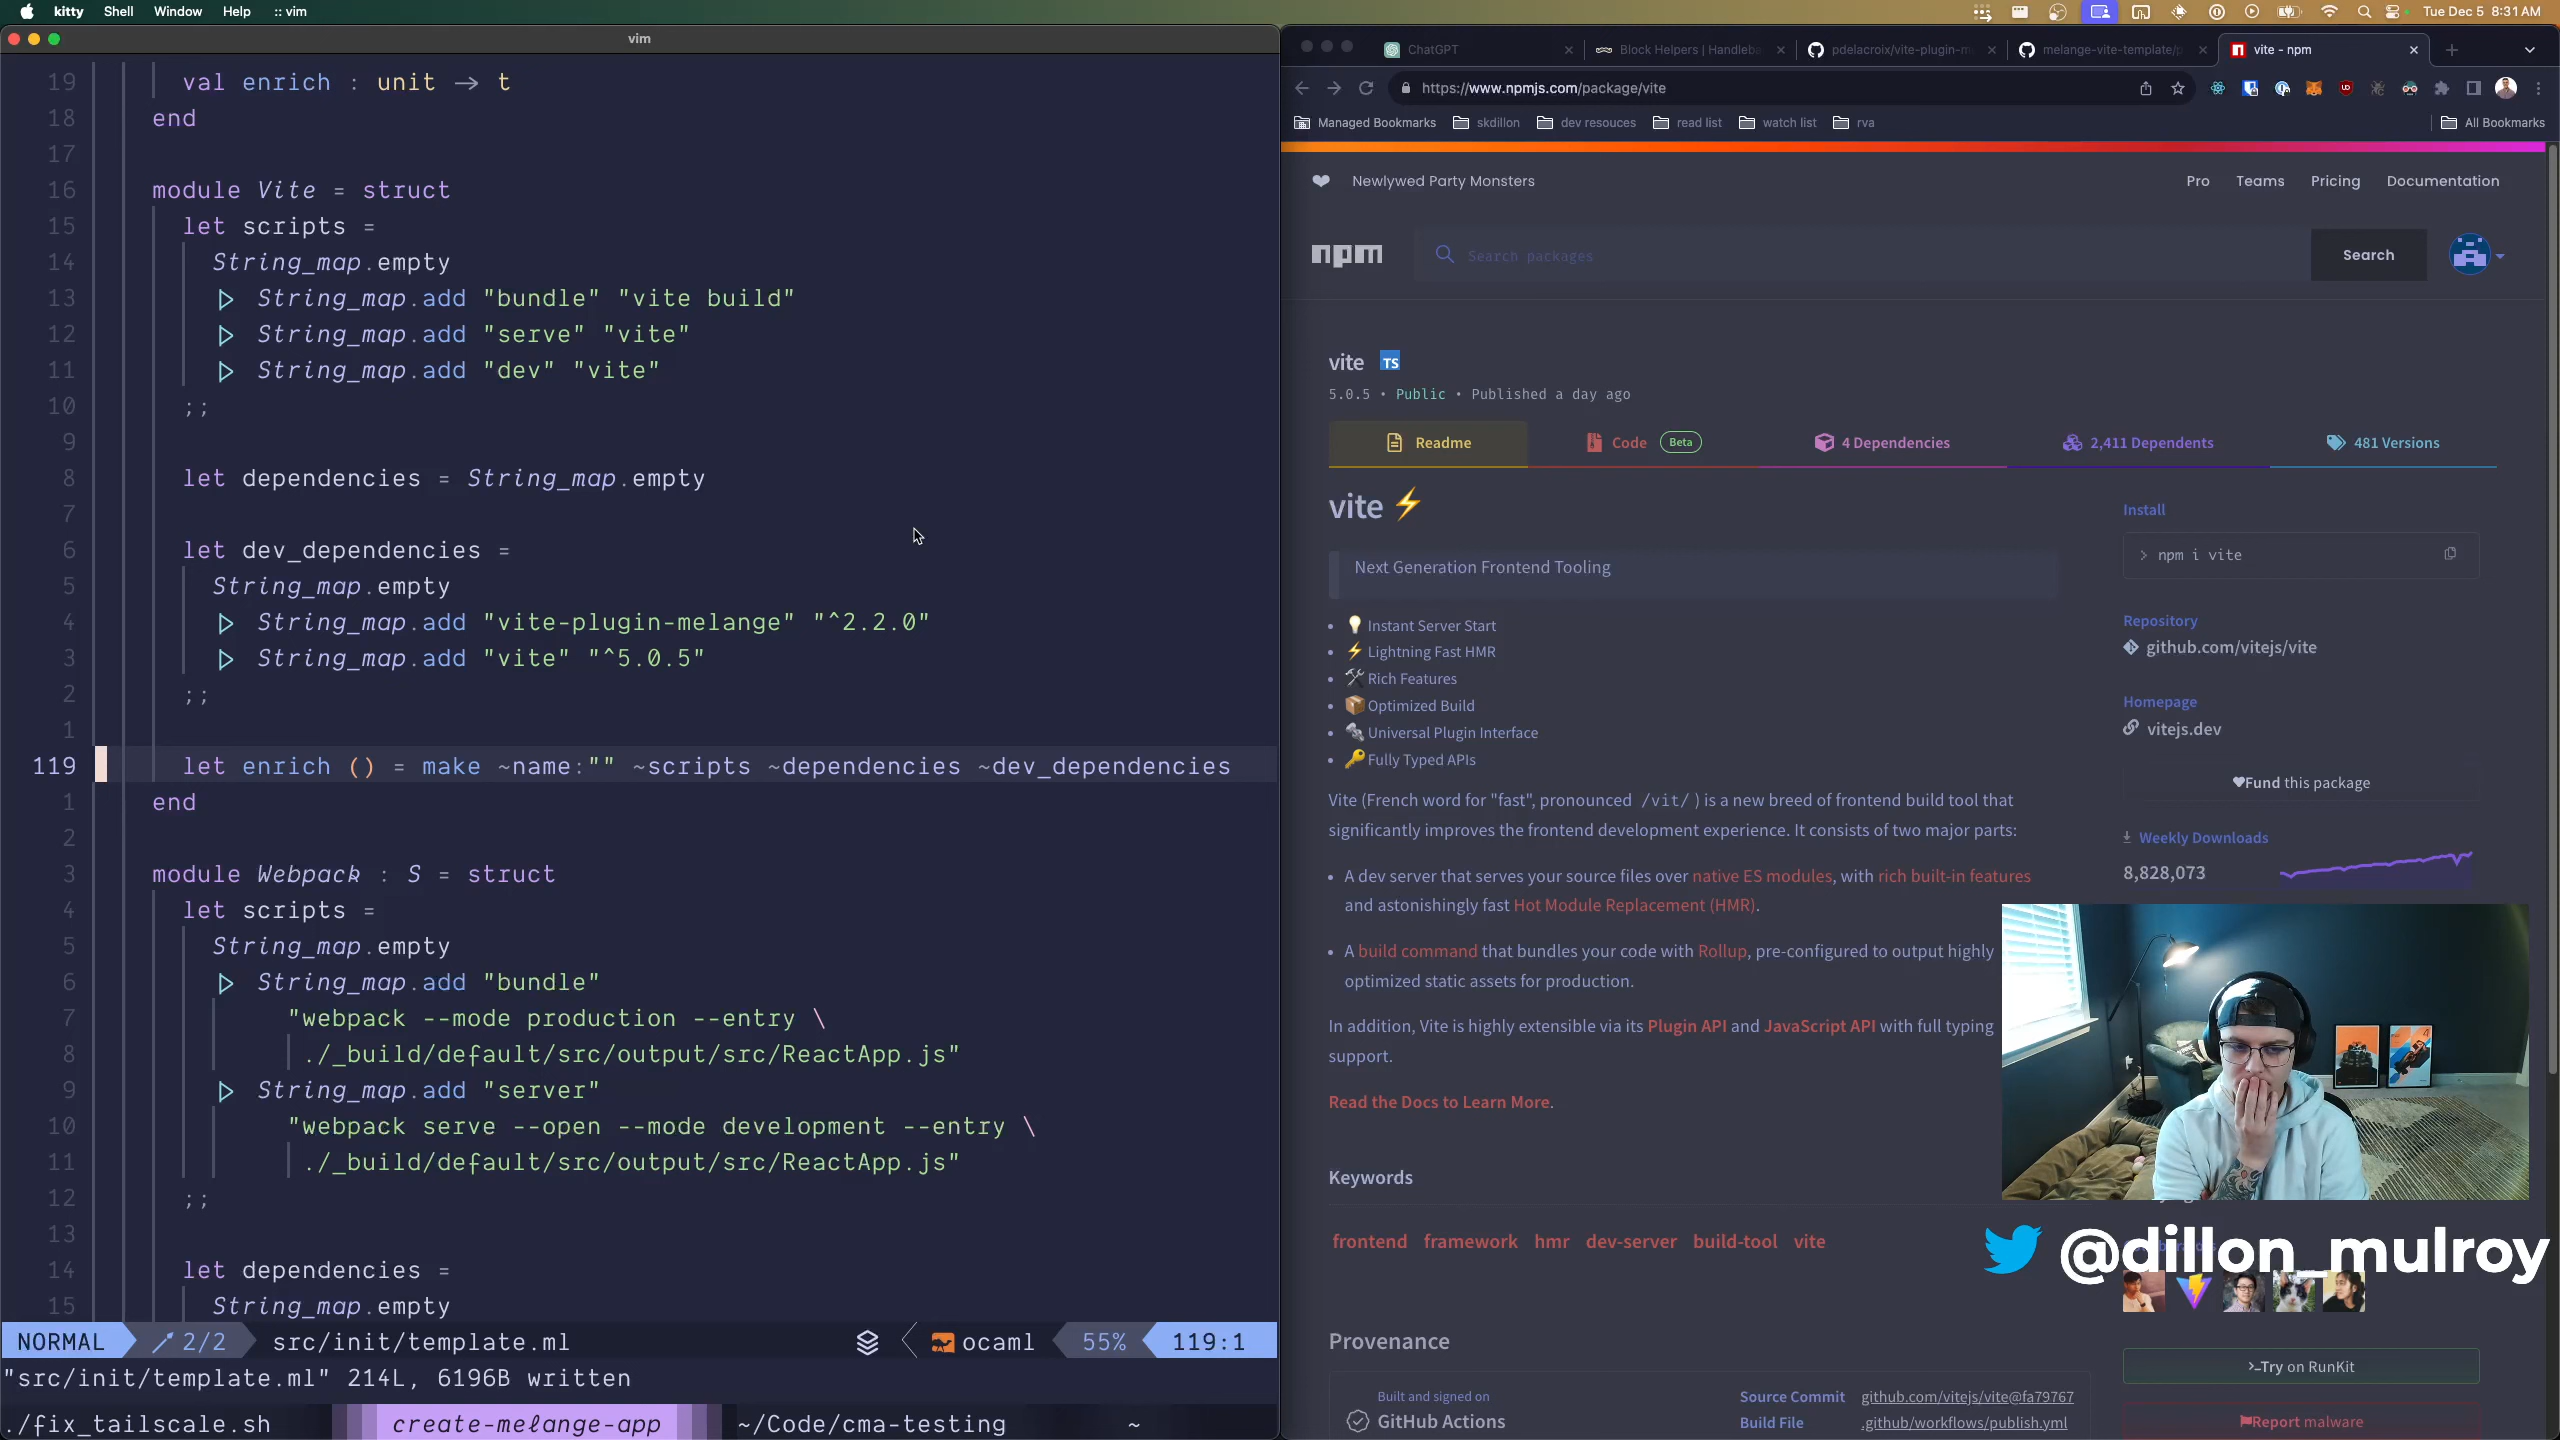 kitty Shell Window Help :: vim
Tue Dec 5 8:31AM
vim
19 val enrich : unit → t
18 end
17
16 module Vite = struct
15 let scripts =
14 String_map.empty
13 ▷ String_map.add "bundle" "vite build"
12 ▷ String_map.add "serve" "vite"
11 ▷ String_map.add "dev" "vite"
10 ;;
9
8 let dependencies = String_map.empty
7
6 let dev_dependencies =
5 String_map.empty
4 ▷ String_map.add "vite-plugin-melange" "^2.2.0"
3 ▷ String_map.add "vite" "^5.0.5"
2 ;;
1
119 let enrich () = make ~name:"" ~scripts ~dependencies ~dev_dependencies
1 end
2
3 module Webpack : S = struct
4 let scripts =
5 String_map.empty
6 ▷ String_map.add "bundle"
7 "webpack --mode production --entry \
8 ./_build/default/src/output/src/ReactApp.js"
9 ▷ String_map.add "server"
10 "webpack serve --open --mode development --entry \
11 ./_build/default/src/output/src/ReactApp.js"
12 ;;
13
14 let dependencies =
15 String_map.empty
NORMAL 2/2 src/init/template.ml ocaml 55% 119:1
"src/init/template.ml" 214L, 6196B written
./fix_tailscale.sh create-melange-app ~/Code/cma-testing ~
ChatGPT
Block Helpers | Handleba
pdelacroix/vite-plugin-m
melange-vite-template/p
vite - npm
https://www.npmjs.com/package/vite
Managed Bookmarks skdillon dev resouces read list watch list rva All Bookmarks
❤ Newlywed Party Monsters
Pro Teams Pricing Documentation
npm Search packages Search
vite TS
5.0.5 • Public • Published a day ago
Readme
Code Beta
4 Dependencies
2,411 Dependents
481 Versions
vite ⚡
Next Generation Frontend Tooling
• 💡 Instant Server Start
• ⚡ Lightning Fast HMR
• 🛠️ Rich Features
• 📦 Optimized Build
• 🔩 Universal Plugin Interface
• 🔑 Fully Typed APIs
Vite (French word for "fast", pronounced /vit/ ) is a new breed of frontend build tool that
significantly improves the frontend development experience. It consists of two major parts:
• A dev server that serves your source files over native ES modules, with rich built-in features
and astonishingly fast Hot Module Replacement (HMR).
• A build command that bundles your code with Rollup, pre-configured to output highly
optimized static assets for production.
In addition, Vite is highly extensible via its Plugin API and JavaScript API with full typing
support.
Read the Docs to Learn More.
Keywords
frontend framework hmr dev-server build-tool vite
Provenance
Built and signed on
GitHub Actions
Source Commit github.com/vitejs/vite@fa79767
Build File .github/workflows/publish.yml
Install
> npm i vite
Repository
github.com/vitejs/vite
Homepage
vitejs.dev
❤Fund this package
Weekly Downloads
8,828,073
@dillon_mulroy
>-Try on RunKit
Report malware